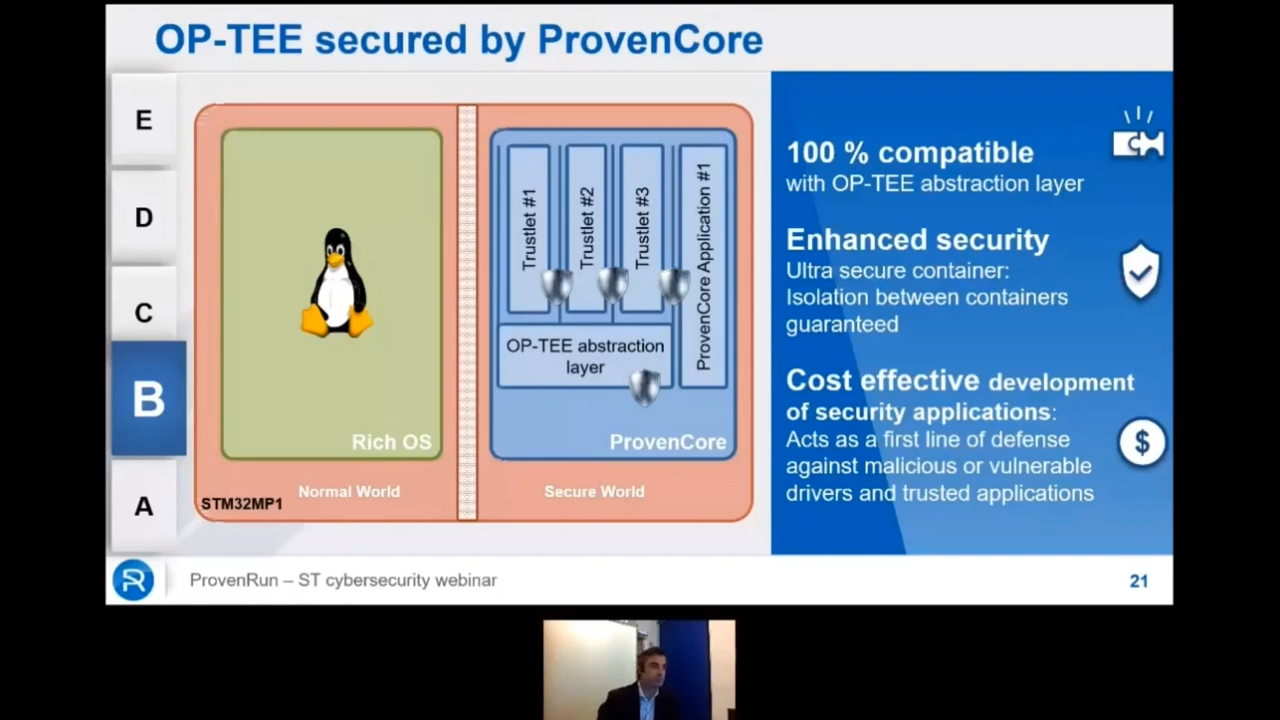 OP-TEE secured by ProvenCore
E
D
C
B
A
Trustlet #1
Trustlet #2
Trustlet #3
ProvenCore Application #1
OP-TEE abstraction
layer
Rich OS
ProvenCore
Normal World
Secure World
STM32MP1
100 % compatible
with OP-TEE abstraction layer
Enhanced security
Ultra secure container:
Isolation between containers
guaranteed
Cost effective development
of security applications:
Acts as a first line of defense
against malicious or vulnerable
drivers and trusted applications
$
ProvenRun – ST cybersecurity webinar
21